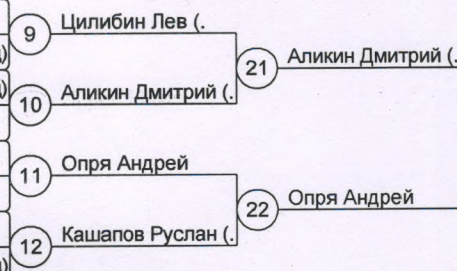 9 Цилибин Лев (.
21 Аликин Дмитрий (.
10 Аликин Дмитрий (.
11 Опря Андрей
22 Опря Андрей
12 Кашапов Руслан (.